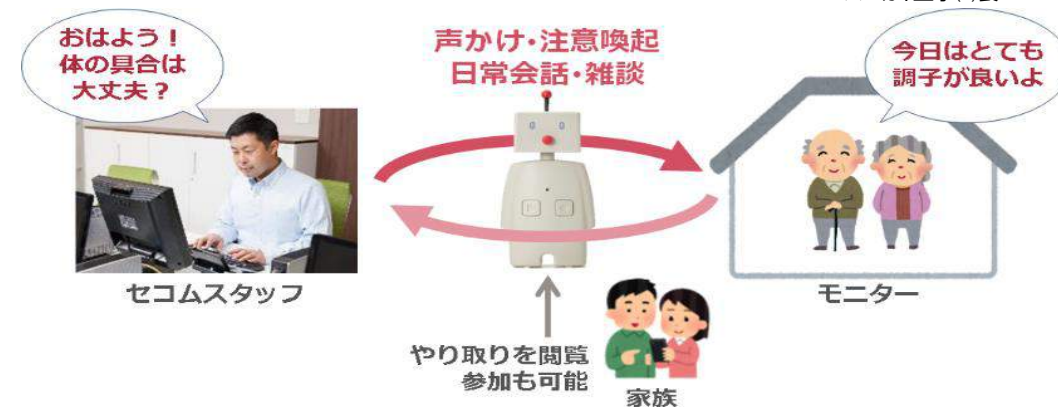 おはよう！
体の具合は
大丈夫？
声かけ・注意喚起
日常会話・雑談
今日はとても
調子が良いよ
セコムスタッフ
モニター
やり取りを閲覧
参加も可能
家族